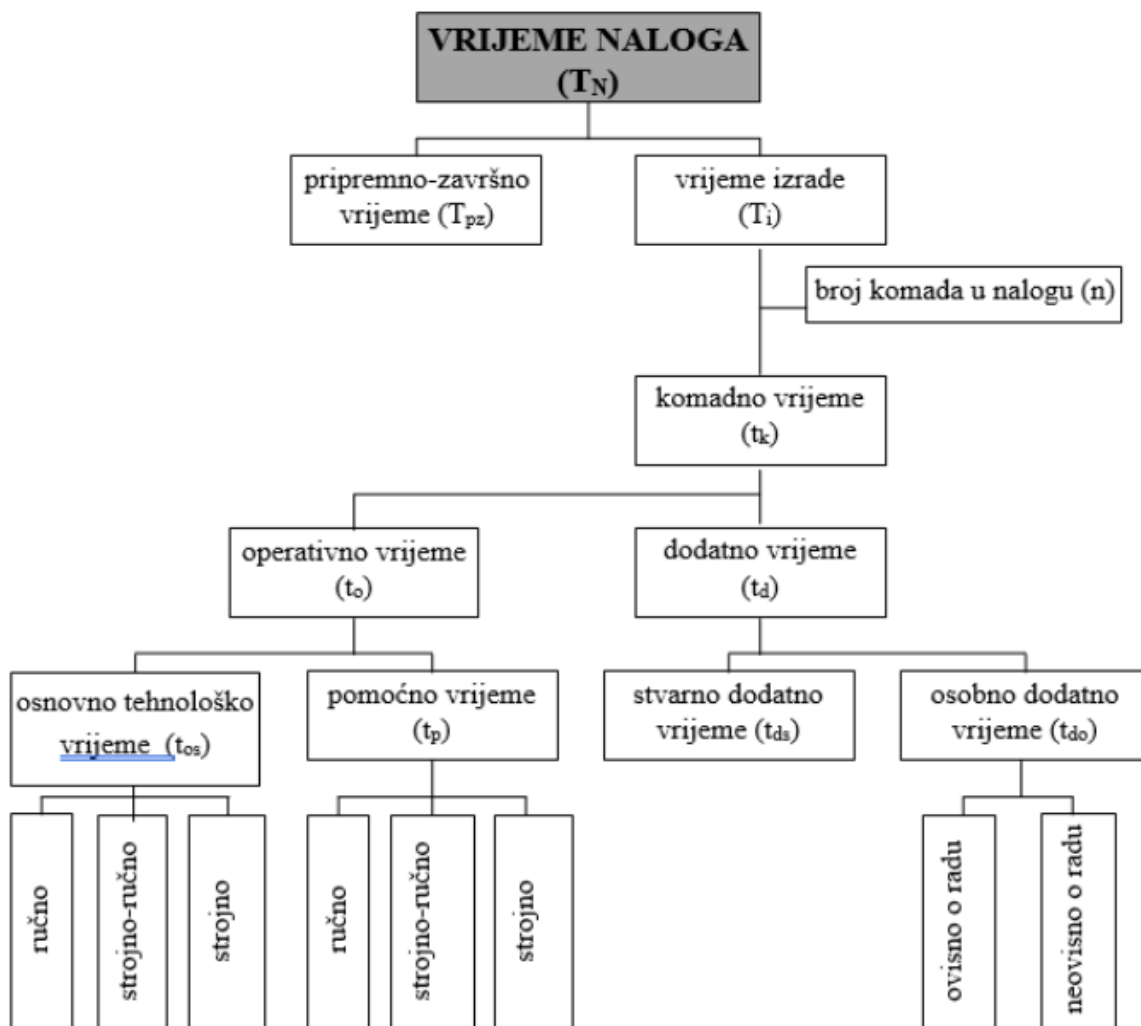 VRIJEME NALOGA
(TN)
pripremno-završno
vrijeme (Tpz)
vrijeme izrade
(Ti)
broj komada u nalogu (n)
komadno vrijeme
(tk)
operativno vrijeme
(to)
dodatno vrijeme
(td)
osnovno tehnološko
vrijeme (tos)
pomoćno vrijeme
(tp)
stvarno dodatno
vrijeme (tds)
osobno dodatno
vrijeme (tdo)
ručno
strojno-ručno
strojno
ručno
strojno-ručno
strojno
ovisno o radu
neovisno o radu